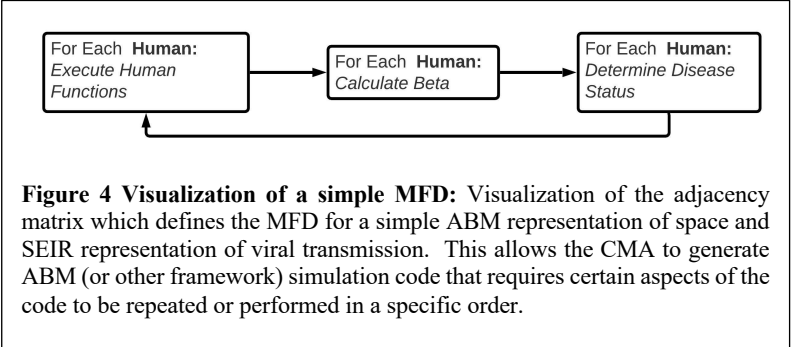 For Each Human:
Execute Human
Functions
For Each Human:
Calculate Beta
For Each Human:
Determine Disease
Status
Figure 4 Visualization of a simple MFD: Visualization of the adjacency
matrix which defines the MFD for a simple ABM representation of space and
SEIR representation of viral transmission. This allows the CMA to generate
ABM (or other framework) simulation code that requires certain aspects of the
code to be repeated or performed in a specific order.